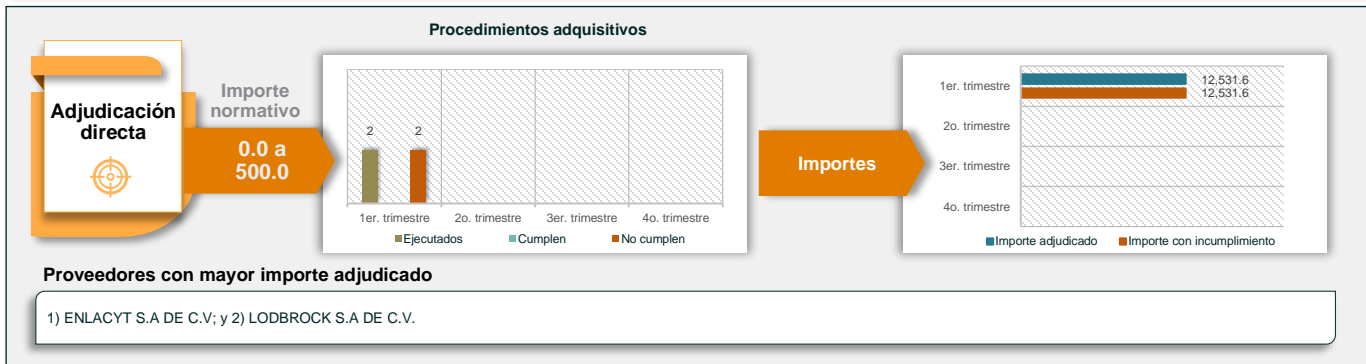 Procedimientos adquisitivos
Adjudicación
directa
Importe
normativo
0.0 a
500.0
2
2
1er. trimestre
2o. trimestre
3er. trimestre
4o. trimestre
Ejecutados
Cumplen
No cumplen
Importes
1er. trimestre
12,531.6
12,531.6
2o. trimestre
3er. trimestre
4o. trimestre
Importe adjudicado
Importe con incumplimiento
Proveedores con mayor importe adjudicado
1) ENLACYT S.A DE C.V; y 2) LODBROCK S.A DE C.V.